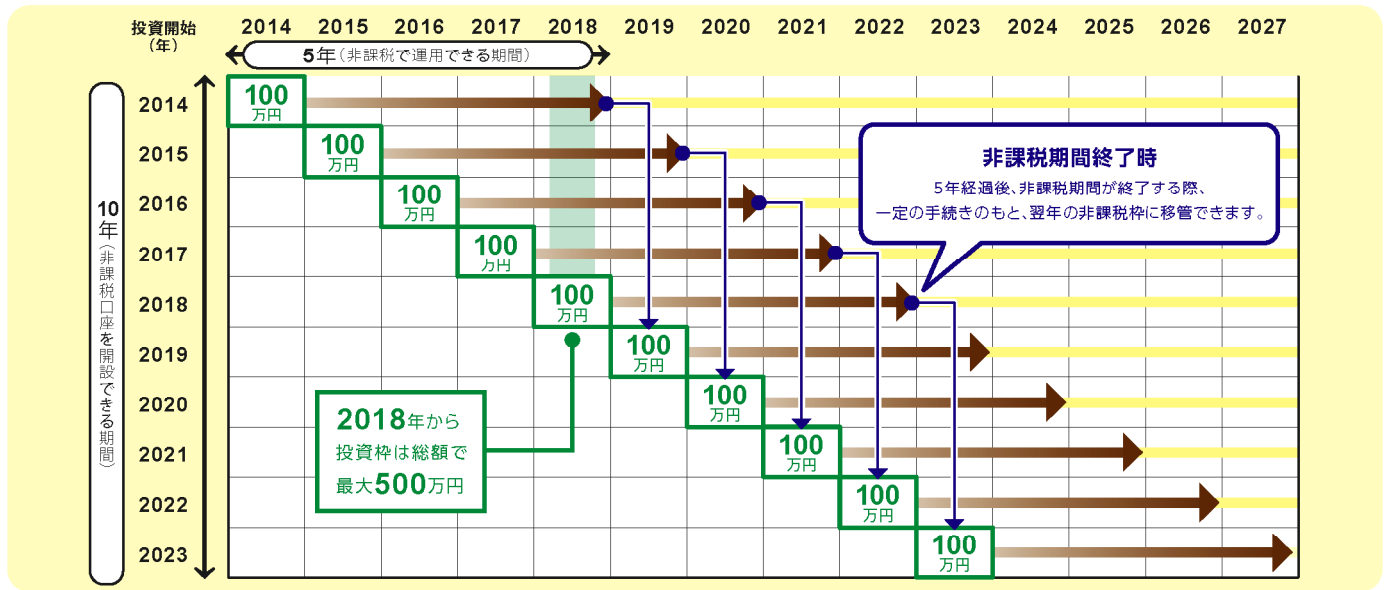 投資開始
（年）
2014 2015 2016 2017 2018 2019 2020 2021 2022 2023 2024 2025 2026 2027
5年（非課税で運用できる期間）
10年（非課税口座を開設できる期間）
2014
100
万円
2015
100
万円
2016
100
万円
2017
100
万円
2018
100
万円
2019
100
万円
2020
100
万円
2021
100
万円
2022
100
万円
2023
100
万円
非課税期間終了時
5年経過後、非課税期間が終了する際、
一定の手続きのもと、翌年の非課税枠に移管できます。
2018年から
投資枠は総額で
最大500万円